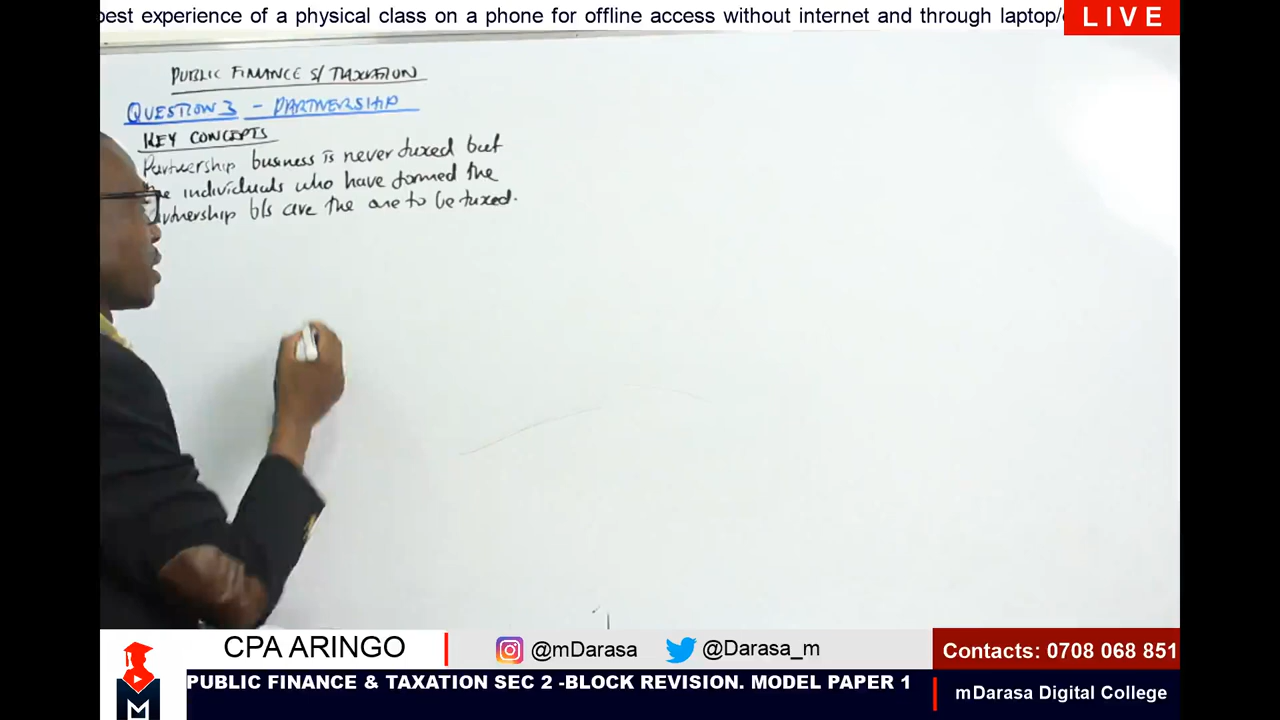 best experience of a physical class on a phone for offline access without internet and through laptop/
LIVE
PUBLIC FINANCE S/ TAXATION
QUESTION 3 - PARTNERSHIP
KEY CONCEPTS
Partnership business is never taxed but
the individuals who have formed the
partnership b/s are the one to be taxed.
CPA ARINGO
@mDarasa
@Darasa_m
Contacts: 0708 068 851
PUBLIC FINANCE & TAXATION SEC 2 -BLOCK REVISION. MODEL PAPER 1
mDarasa Digital College